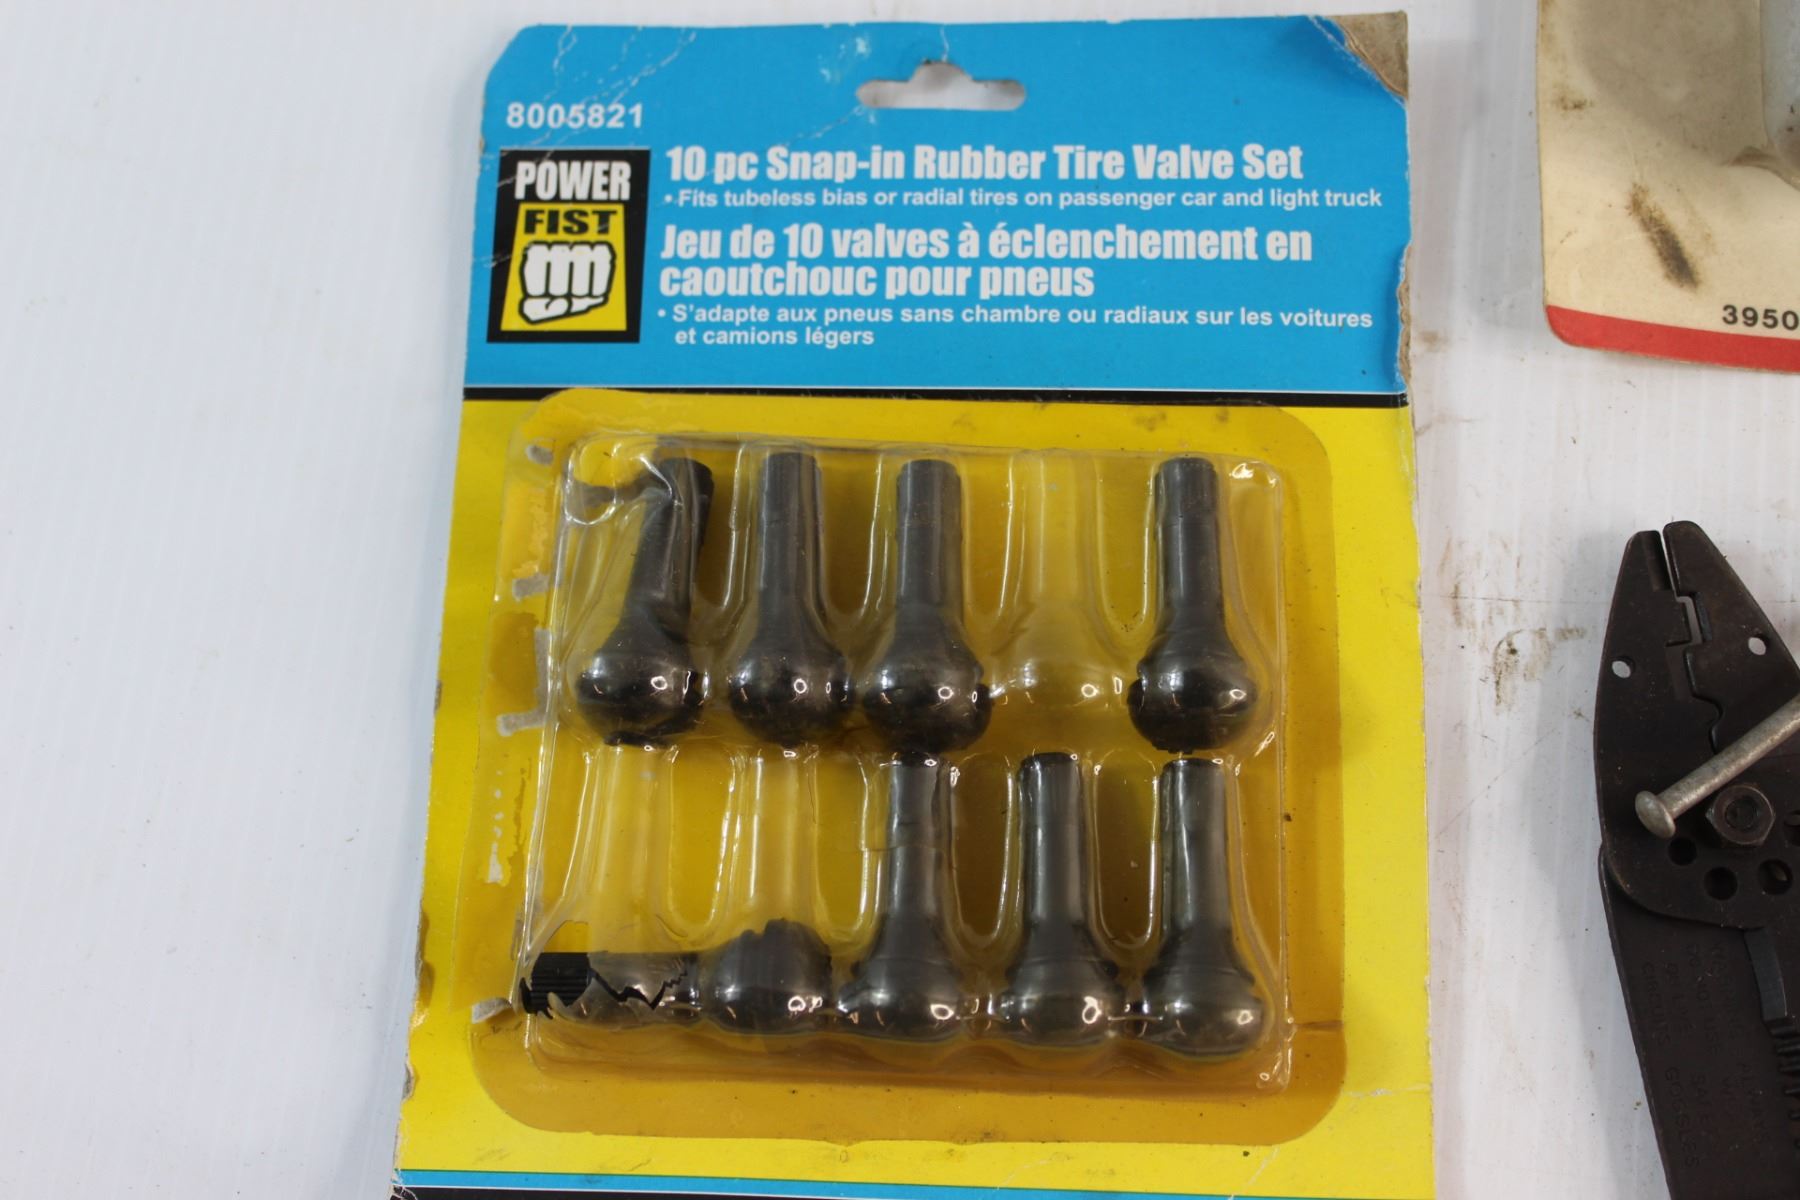 8005821
POWER
FIST
10 pc Snap-in Rubber Tire Valve Set
• Fits tubeless bias or radial tires on passenger car and light truck
Jeu de 10 valves à éclenchement en
caoutchouc pour pneus
• S'adapte aux pneus sans chambre ou radiaux sur les voitures
et camions légers
3950